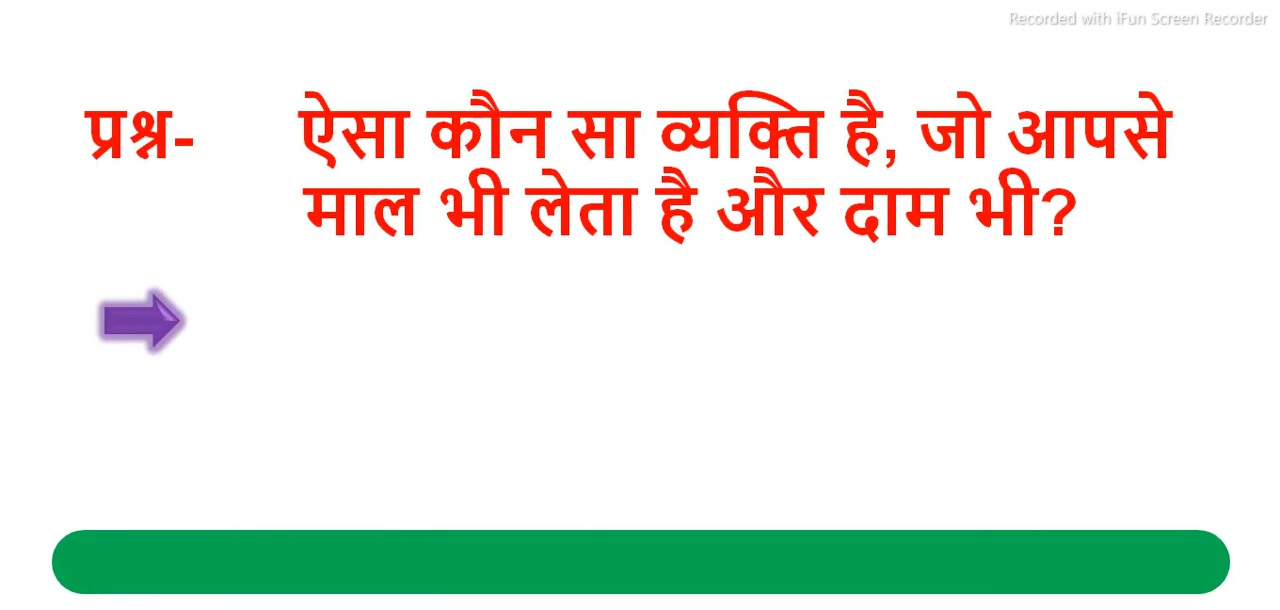 Recorded with iFun Screen Recorder
प्रश्न- ऐसा कौन सा व्यक्ति है, जो आपसे
माल भी लेता है और दाम भी?